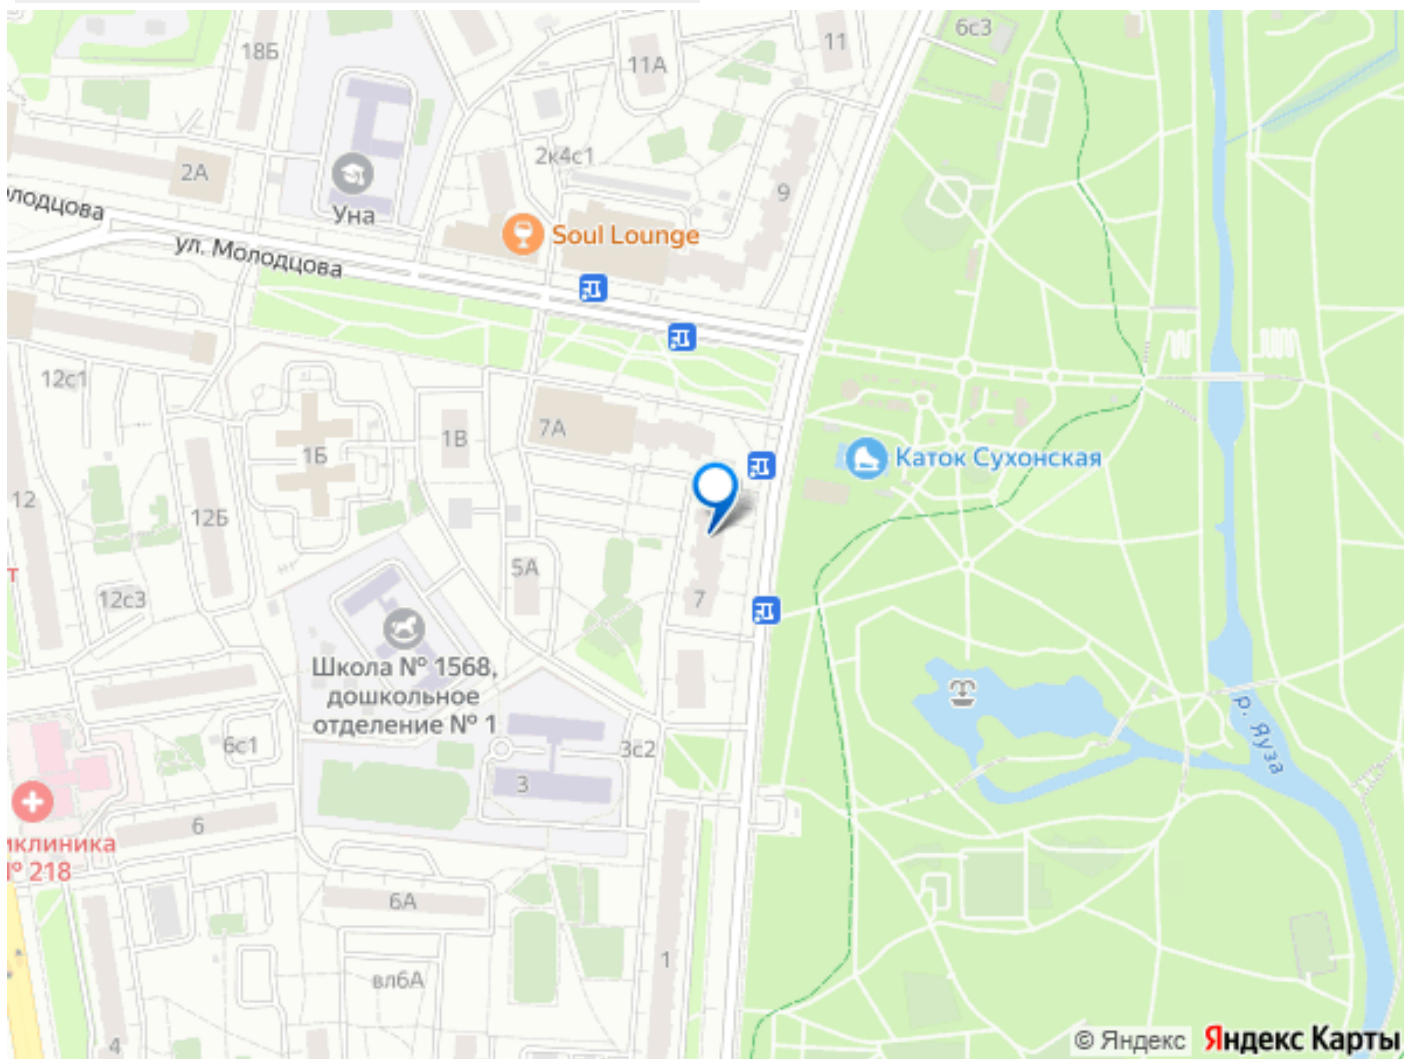 6с3
11
18Б
11А
2к4с1
2А
9
Уна
Soul Lounge
олодцова
ул. Молодцова
12с1
7А
1В
1Б
Каток Сухонская
12
12Б
т
5А
12с3
7
Школа № 1568,
дошкольное
отделение № 1
р. Яуза
6с1
3с2
3
6
иклиника
№ 218
6А
1
вл6А
4
© Яндекс Яндекс Карты